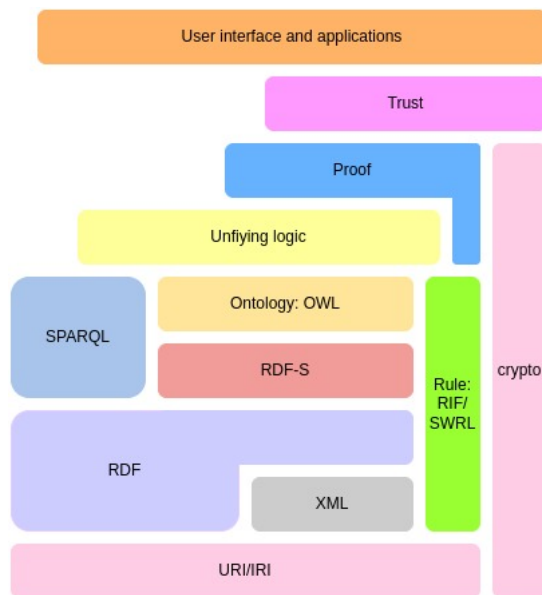 User interface and applications
Trust
Proof
Unfiying logic
SPARQL
Ontology: OWL
RDF-S
Rule:
RIF/
SWRL
crypto
RDF
XML
URI/IRI